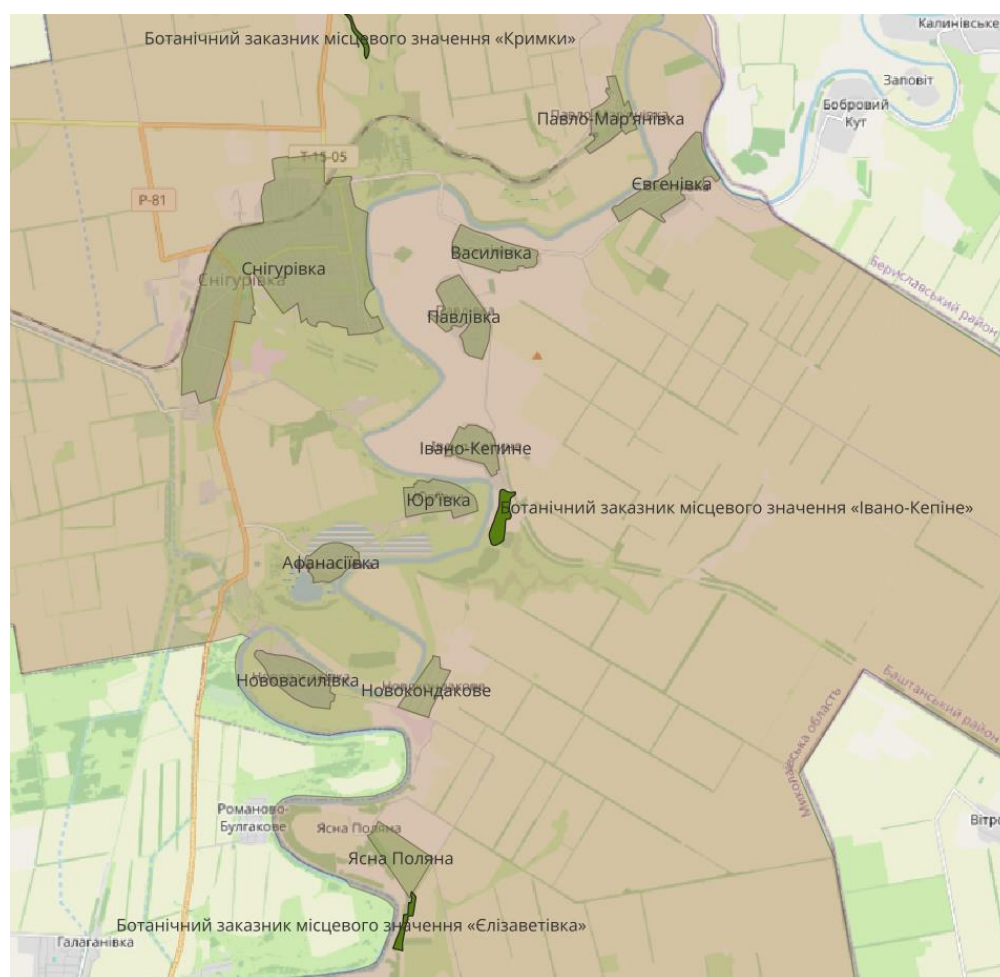 Калинівське
Ботанічний заказник місцевого значення «Кримки»
Заповіт
Бобровий
Кут
Павло-Мар'янівка
Т-15-05
Р-81
Євгенівка
Василівка
Снігурівка
Снігурівка
Бериславський район
Павлівка
Івано-Кепине
Юр'ївка
Ботанічний заказник місцевого значення «Івано-Кепіне»
Афанасіївка
Нововасилівка
Новокондакове
Баштанський район
Миколаївська область
Романово-
Булгакове
Ясна Поляна
Ясна Поляна
Вітро
Ботанічний заказник місцевого значення «Єлізаветівка»
Галаганівка